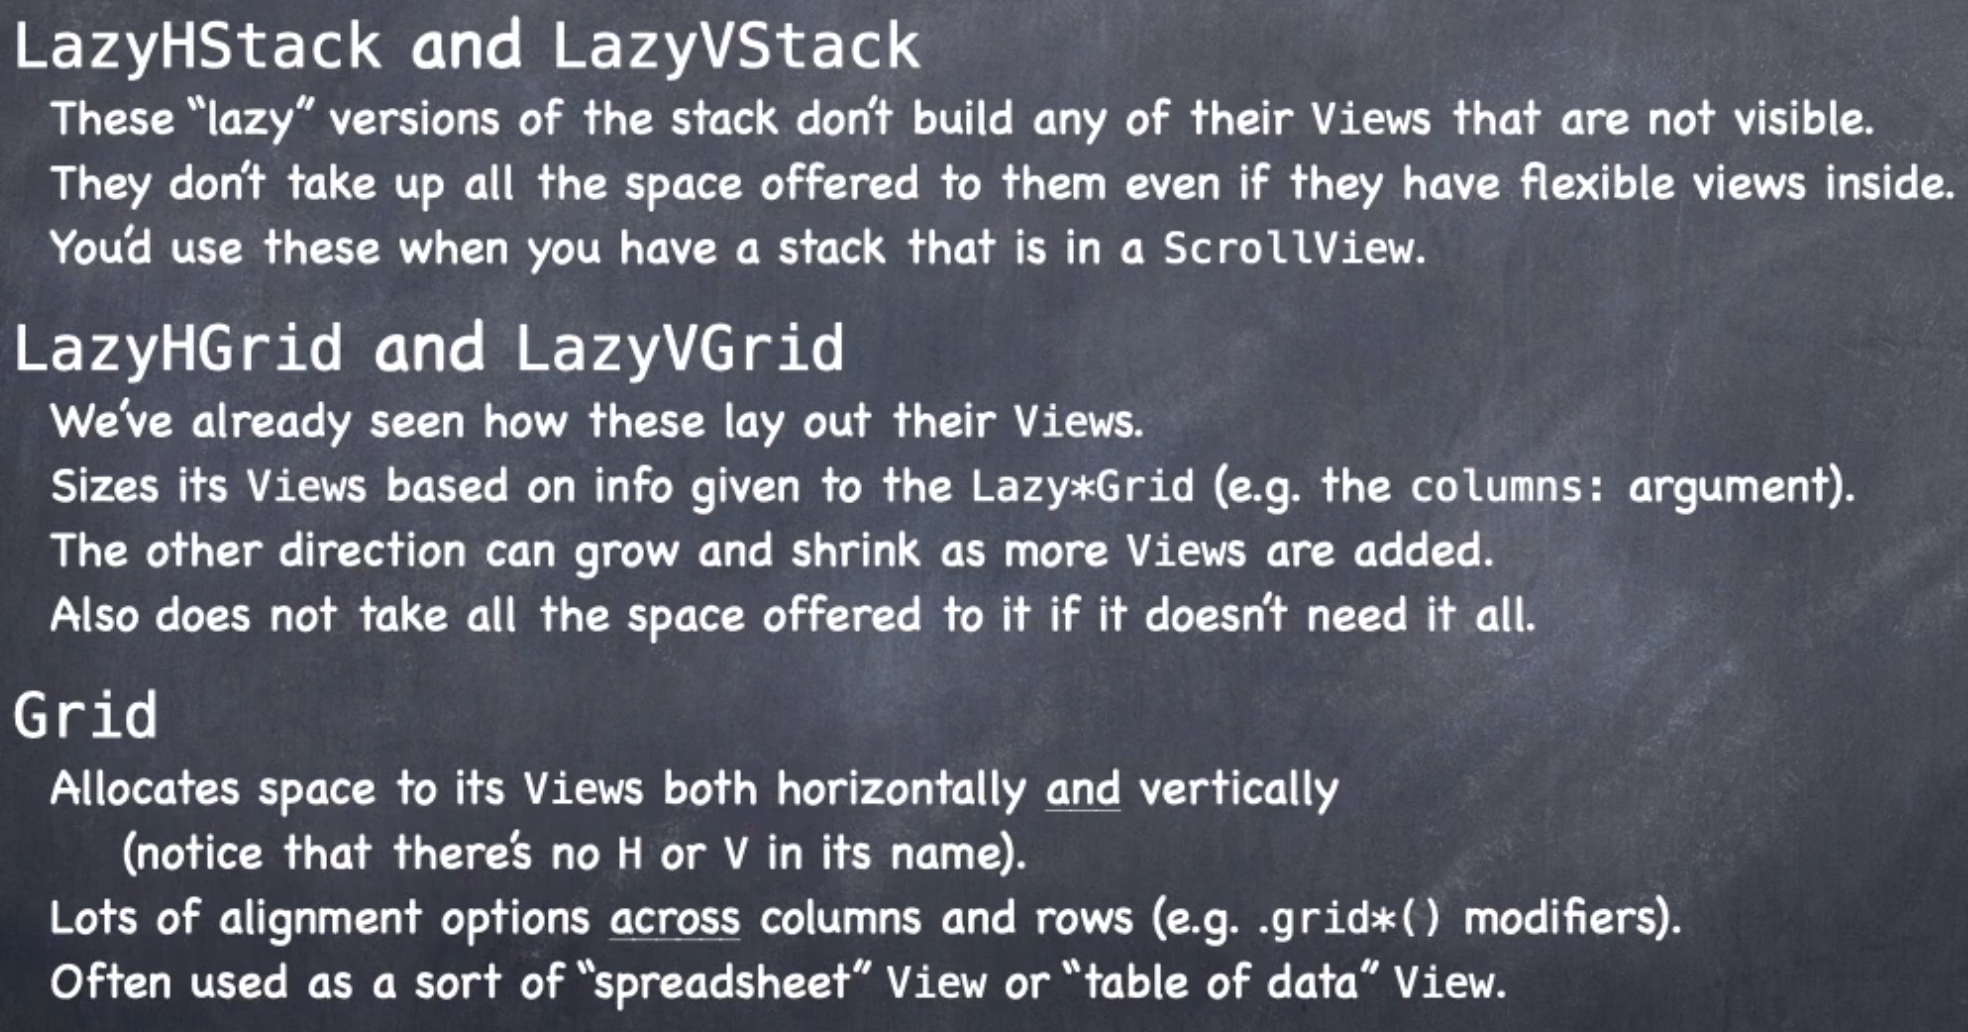 LazyHStack and LazyVStack
These “lazy” versions of the stack don’t build any of their Views that are not visible.
They don’t take up all the space offered to them even if they have flexible views inside.
You’d use these when you have a stack that is in a ScrollView.
LazyHGrid and LazyVGrid
We’ve already seen how these lay out their Views.
Sizes its Views based on info given to the Lazy*Grid (e.g. the columns: argument).
The other direction can grow and shrink as more Views are added.
Also does not take all the space offered to it if it doesn’t need it all.
Grid
Allocates space to its Views both horizontally and vertically
(notice that there’s no H or V in its name).
Lots of alignment options across columns and rows (e.g. .grid*() modifiers).
Often used as a sort of “spreadsheet” View or “table of data” View.